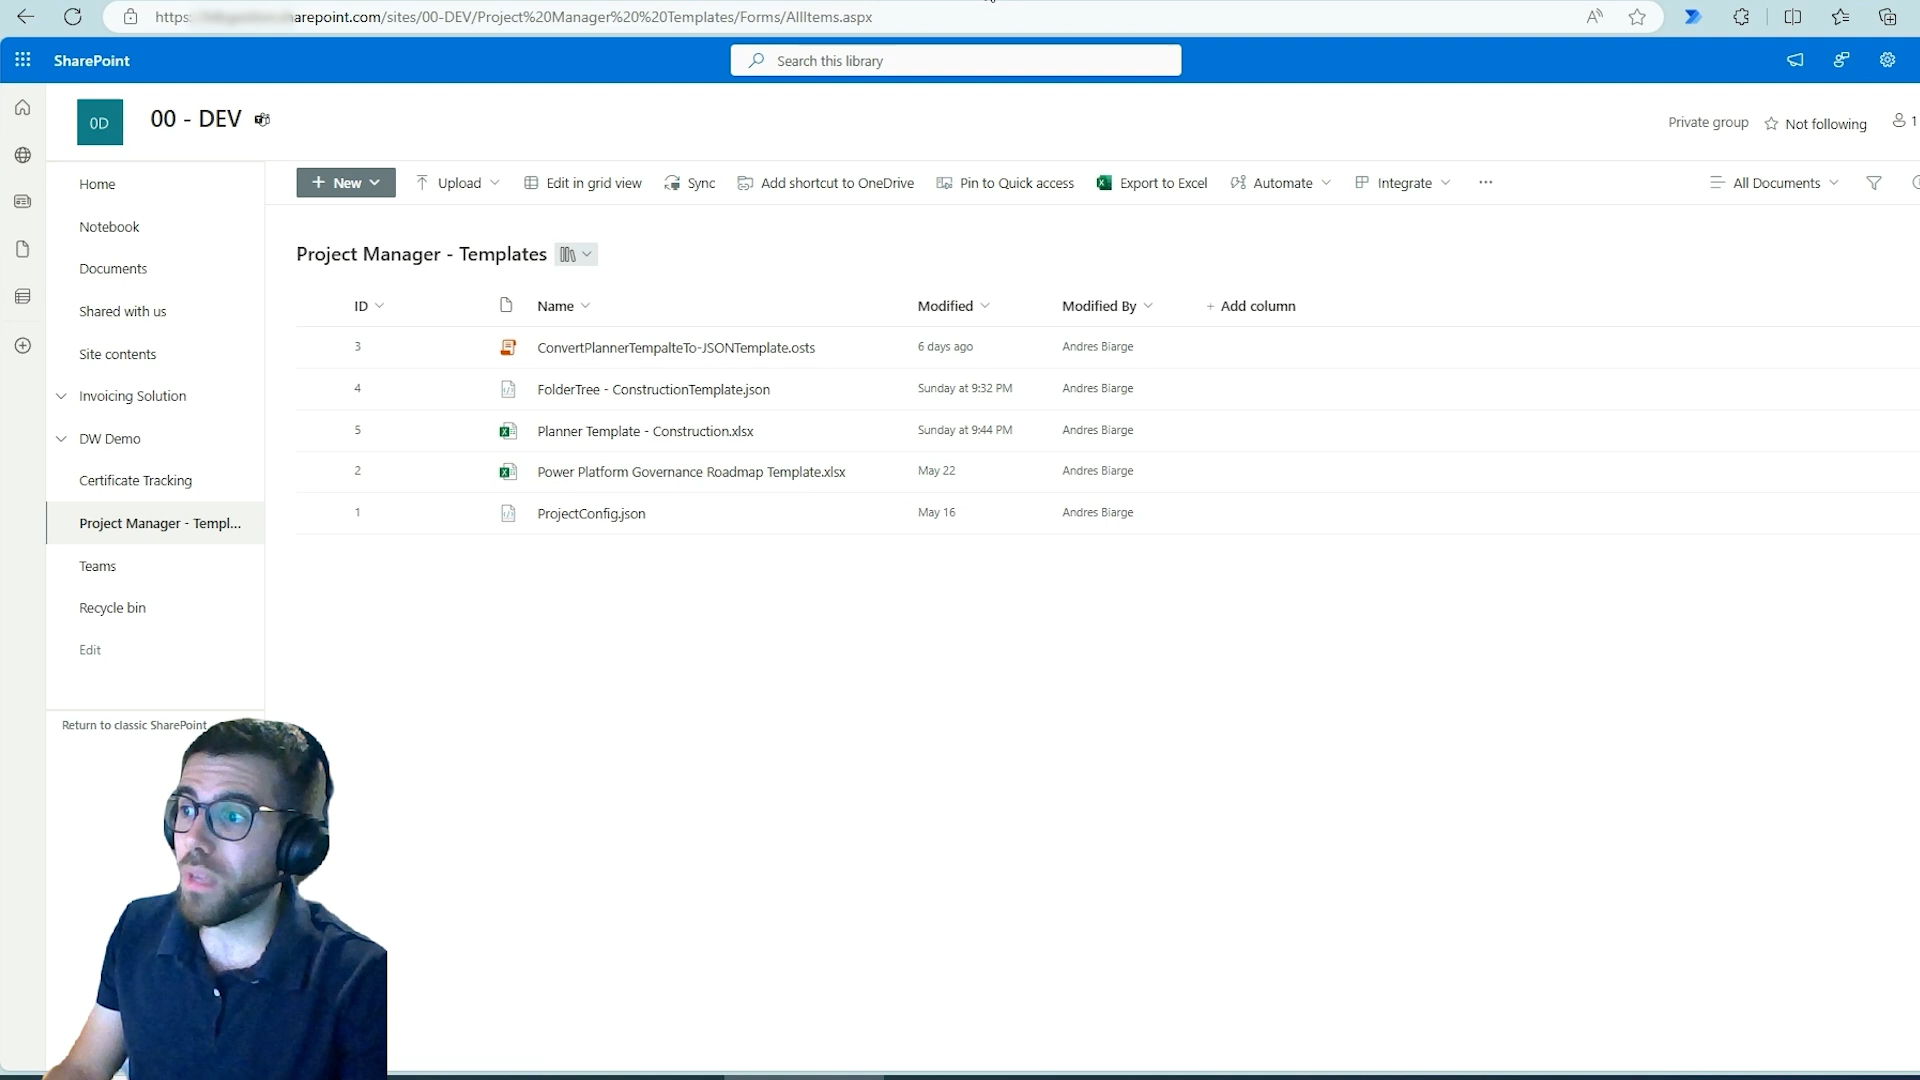 https: arepoint.com/sites/00-DEV/Project%20Manager%20%20Templates/Forms/AllItems.aspx
SharePoint
Search this library
0D
00 - DEV
Private group
Not following
1
Home
Notebook
Documents
Shared with us
Site contents
Invoicing Solution
DW Demo
Certificate Tracking
Project Manager - Templ...
Teams
Recycle bin
Edit
Return to classic SharePoint
+ New
Upload
Edit in grid view
Sync
Add shortcut to OneDrive
Pin to Quick access
Export to Excel
Automate
Integrate
...
All Documents
Project Manager - Templates
ID Name Modified Modified By + Add column
3 ConvertPlannerTempalteTo-JSONTemplate.osts 6 days ago Andres Biarge
4 FolderTree - ConstructionTemplate.json Sunday at 9:32 PM Andres Biarge
5 Planner Template - Construction.xlsx Sunday at 9:44 PM Andres Biarge
2 Power Platform Governance Roadmap Template.xlsx May 22 Andres Biarge
1 ProjectConfig.json May 16 Andres Biarge